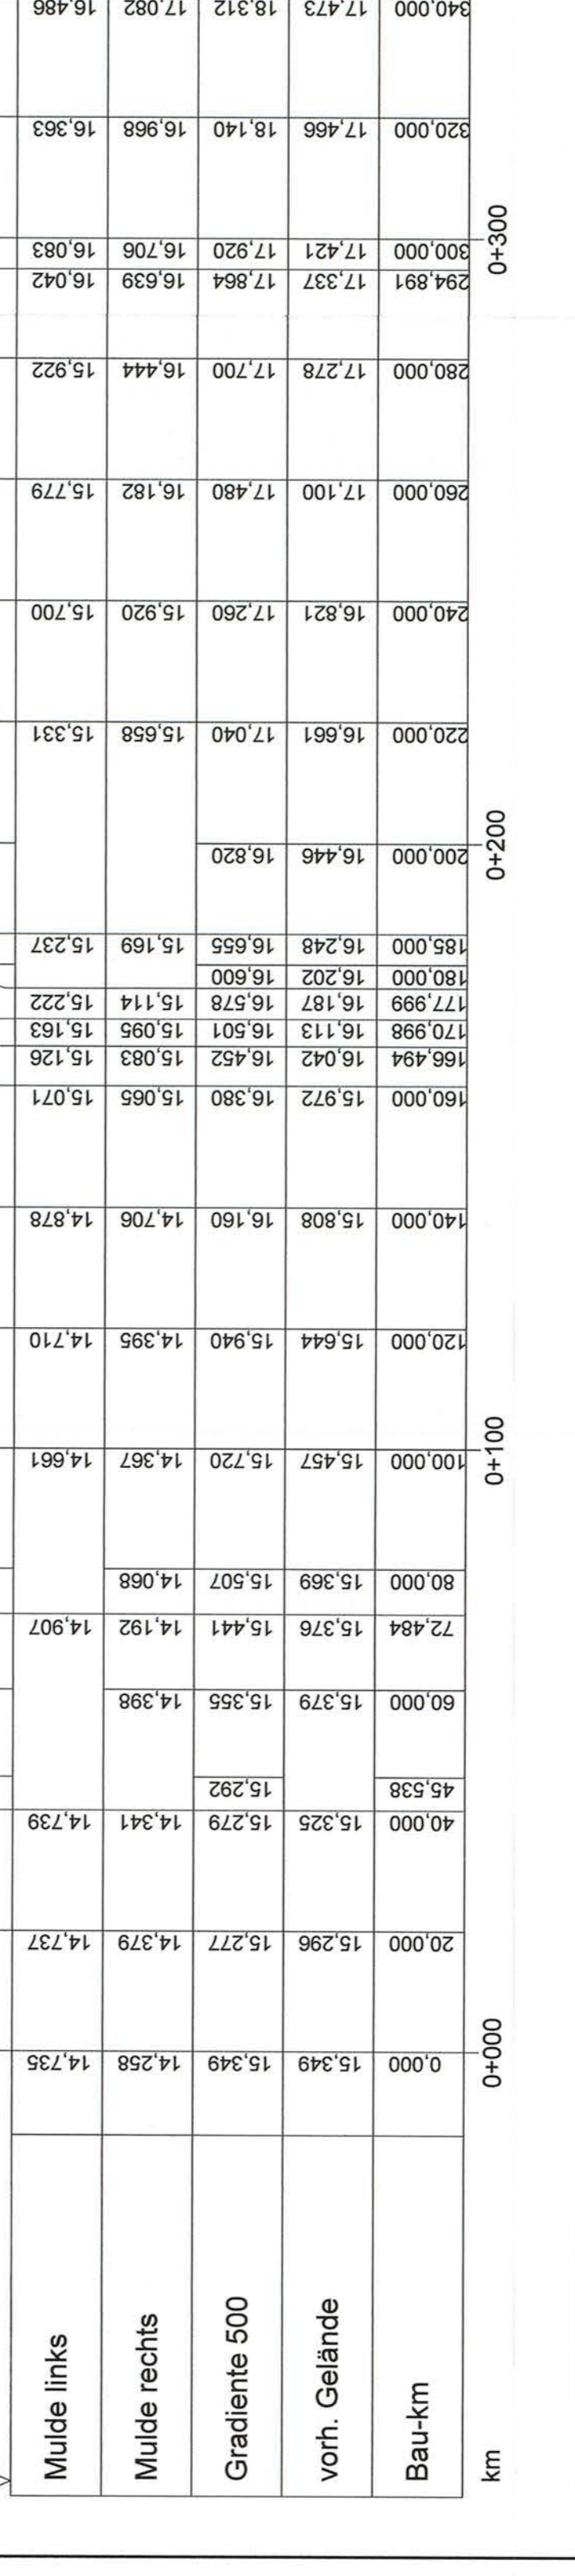 Mulde links 14,735 14,737 14,739 14,907 14,661 14,710 14,878 15,071 15,126 15,163 15,222 15,237 15,331 15,700 15,779 15,922 16,042 16,083 16,363 16,486
Mulde rechts 14,258 14,379 14,341 14,398 14,192 14,068 14,367 14,395 14,706 15,065 15,083 15,095 15,114 15,169 15,658 15,920 16,182 16,444 16,639 16,706 16,968 17,082
Gradiente 500 15,349 15,277 15,279 15,292 15,355 15,441 15,507 15,720 15,940 16,160 16,380 16,452 16,501 16,578 16,600 16,655 16,820 17,040 17,260 17,480 17,700 17,864 17,920 18,140 18,312
vorh. Gelände 15,349 15,296 15,325 15,379 15,376 15,369 15,457 15,644 15,808 15,972 16,042 16,113 16,187 16,202 16,248 16,446 16,661 16,821 17,100 17,278 17,337 17,421 17,466 17,473
Bau-km 0,000 20,000 40,000 45,538 60,000 72,484 80,000 100,000 120,000 140,000 160,000 166,494 170,998 177,999 180,000 185,000 200,000 220,000 240,000 260,000 280,000 294,891 300,000 320,000 340,000
km 0+000 0+100 0+200 0+300